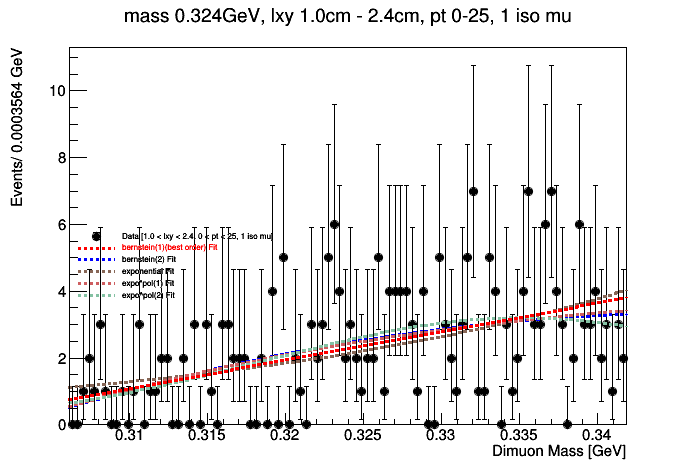 mass 0.324GeV, lxy 1.0cm - 2.4cm, pt 0-25, 1 iso mu
Events/ 0.0003564 GeV
10
8
6
4
2
0
Data [1.0 < lxy < 2.4, 0 < pt < 25, 1 iso mu]
bernstein(1)(best order) Fit
bernstein(2) Fit
exponential Fit
expo*pol(1) Fit
expo*pol(2) Fit
0.31 0.315 0.32 0.325 0.33 0.335 0.34
Dimuon Mass [GeV]